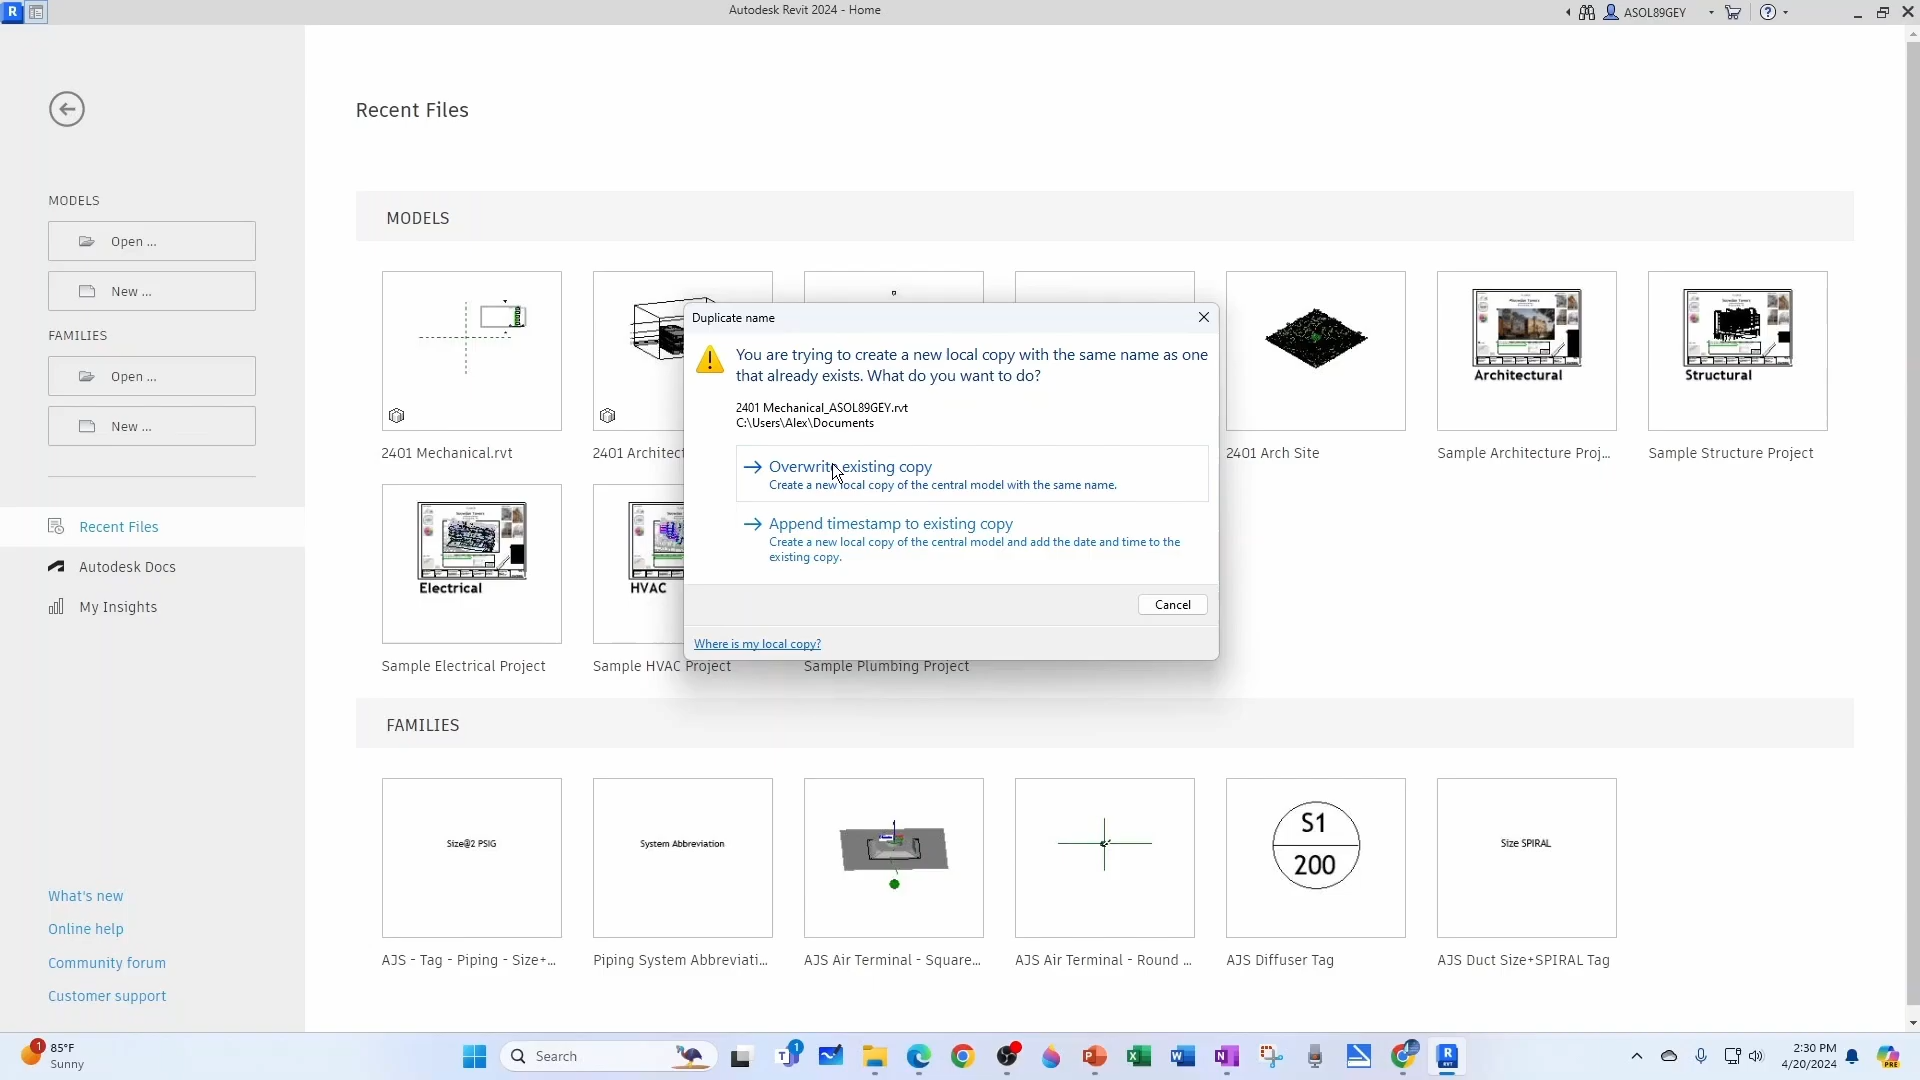 R
Autodesk Revit 2024 - Home
ASOL89GEY
Recent Files
MODELS
Open ...
New ...
FAMILIES
Open ...
New ...
Recent Files
Autodesk Docs
My Insights
What's new
Online help
Community forum
Customer support
MODELS
2401 Mechanical.rvt
2401 Architect
2401 Arch Site
Architectural
Sample Architecture Proj...
Structural
Sample Structure Project
Electrical
Sample Electrical Project
HVAC
Sample HVAC Project
Sample Plumbing Project
Duplicate name
You are trying to create a new local copy with the same name as one
that already exists. What do you want to do?
2401 Mechanical_ASOL89GEY.rvt
C:\Users\Alex\Documents
Overwrite existing copy
Create a new local copy of the central model with the same name.
Append timestamp to existing copy
Create a new local copy of the central model and add the date and time to the
existing copy.
Cancel
Where is my local copy?
FAMILIES
Size@2 PSIG
AJS - Tag - Piping - Size+...
System Abbreviation
Piping System Abbreviati...
AJS Air Terminal - Square...
AJS Air Terminal - Round ...
S1
200
AJS Diffuser Tag
Size SPIRAL
AJS Duct Size+SPIRAL Tag
1
85°F
Sunny
Search
1
2:30 PM
4/20/2024